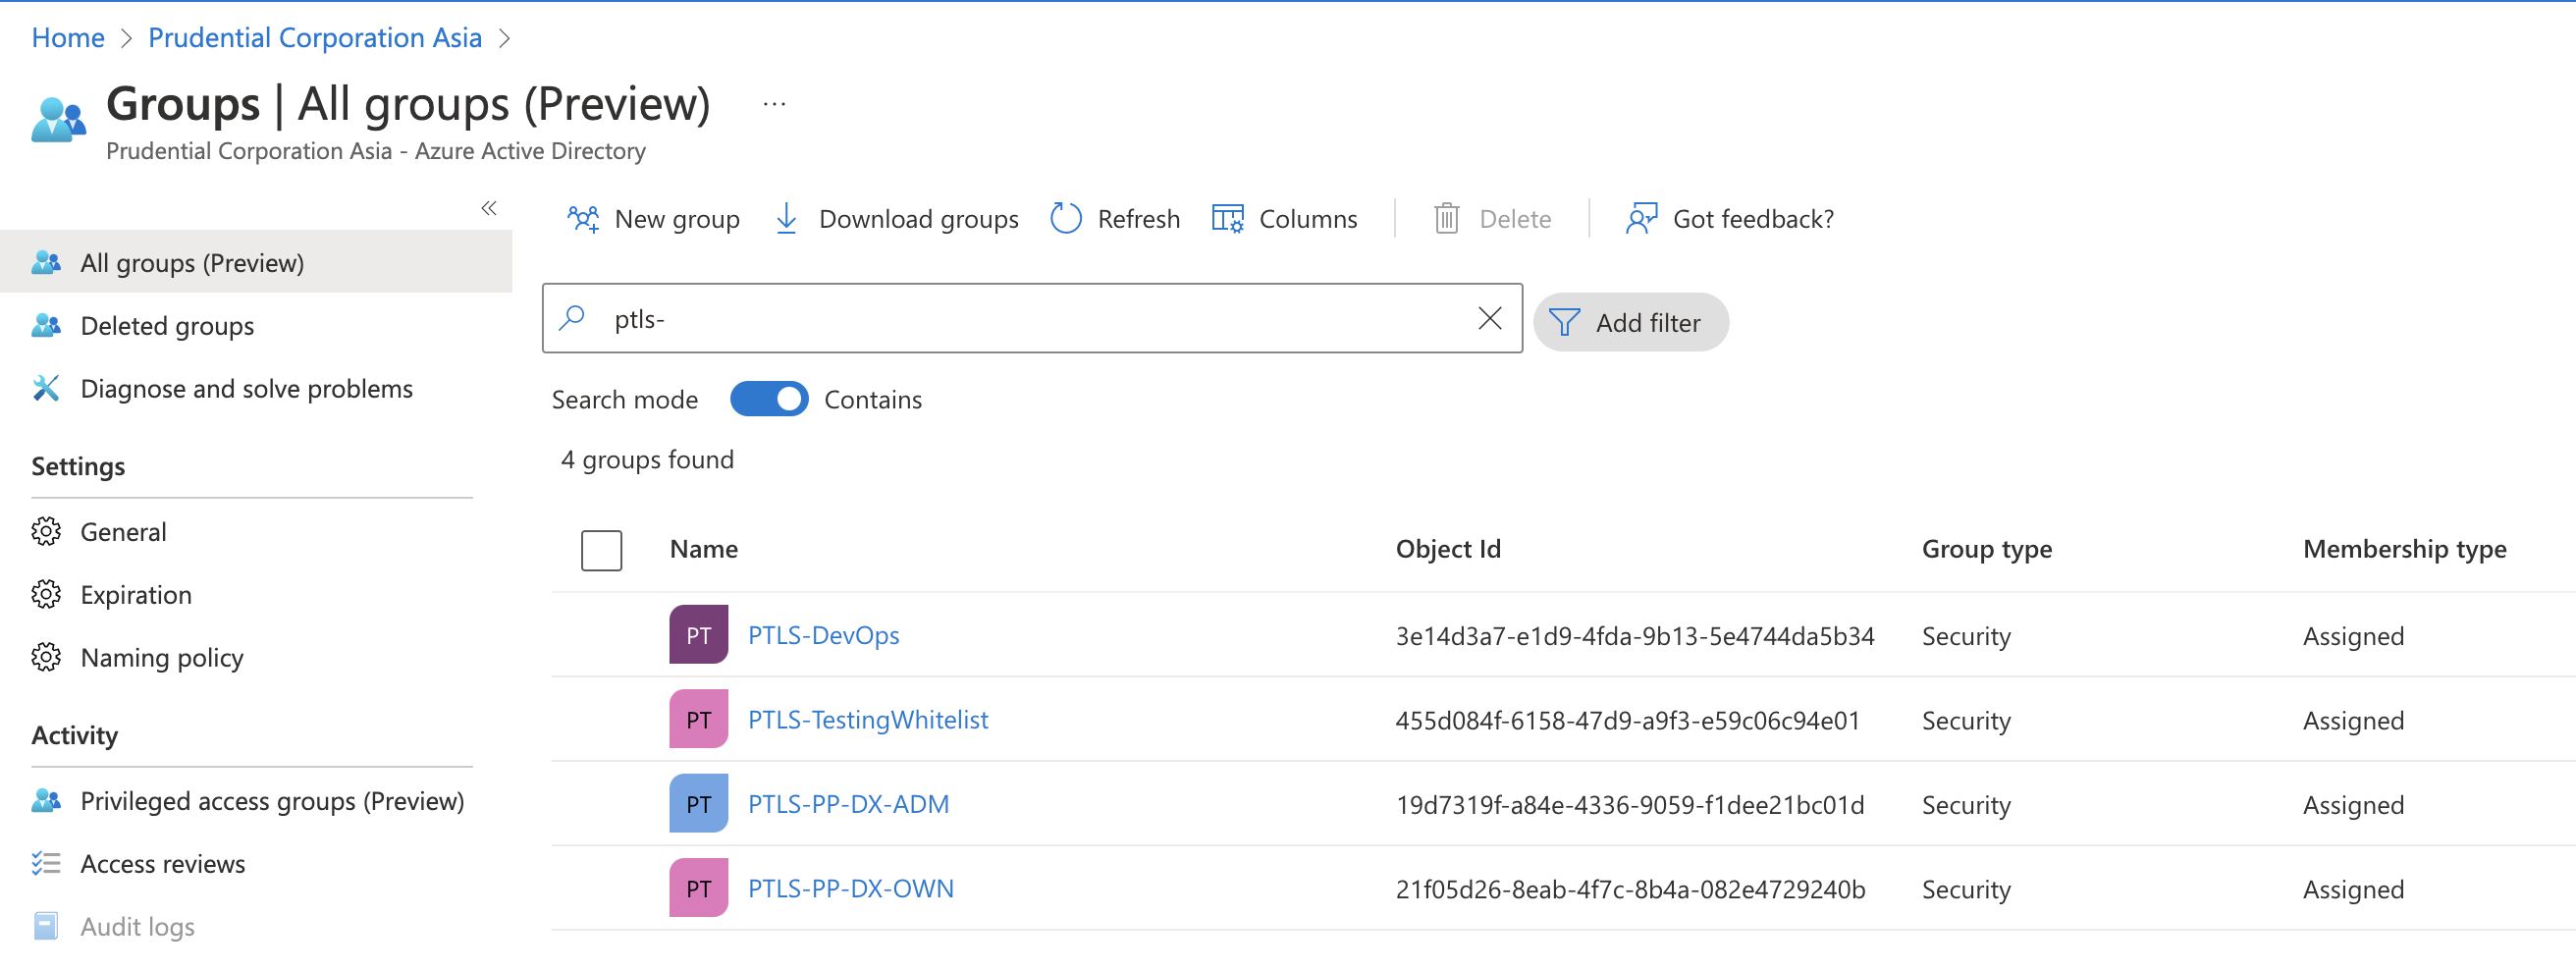 Home > Prudential Corporation Asia >
Groups | All groups (Preview) ...
Prudential Corporation Asia - Azure Active Directory
«
All groups (Preview)
Deleted groups
Diagnose and solve problems
Settings
General
Expiration
Naming policy
Activity
Privileged access groups (Preview)
Access reviews
Audit logs
New group Download groups Refresh Columns Delete Got feedback?
ptls- Add filter
Search mode Contains
4 groups found
Name Object Id Group type Membership type
PT PTLS-DevOps 3e14d3a7-e1d9-4fda-9b13-5e4744da5b34 Security Assigned
PT PTLS-TestingWhitelist 455d084f-6158-47d9-a9f3-e59c06c94e01 Security Assigned
PT PTLS-PP-DX-ADM 19d7319f-a84e-4336-9059-f1dee21bc01d Security Assigned
PT PTLS-PP-DX-OWN 21f05d26-8eab-4f7c-8b4a-082e4729240b Security Assigned